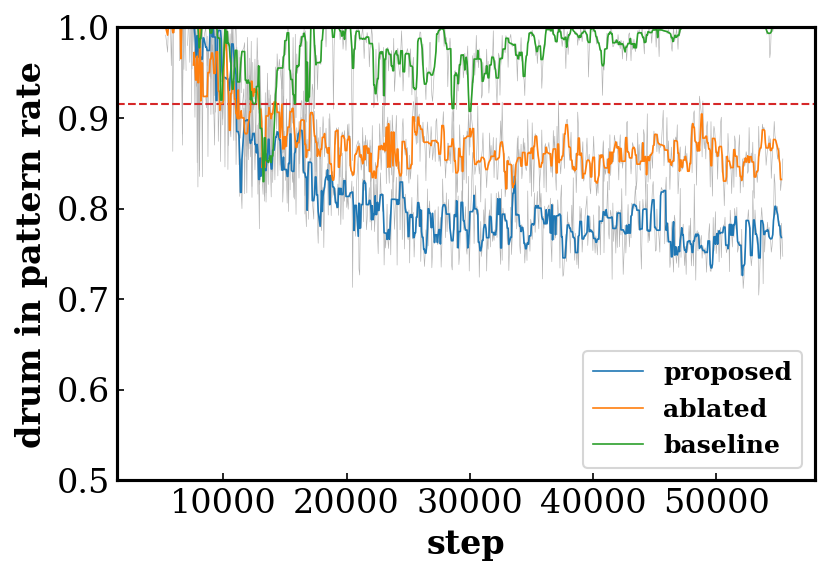 drum in pattern rate
1.0
0.9
0.8
0.7
0.6
0.5
10000 20000 30000 40000 50000
step
proposed
ablated
baseline